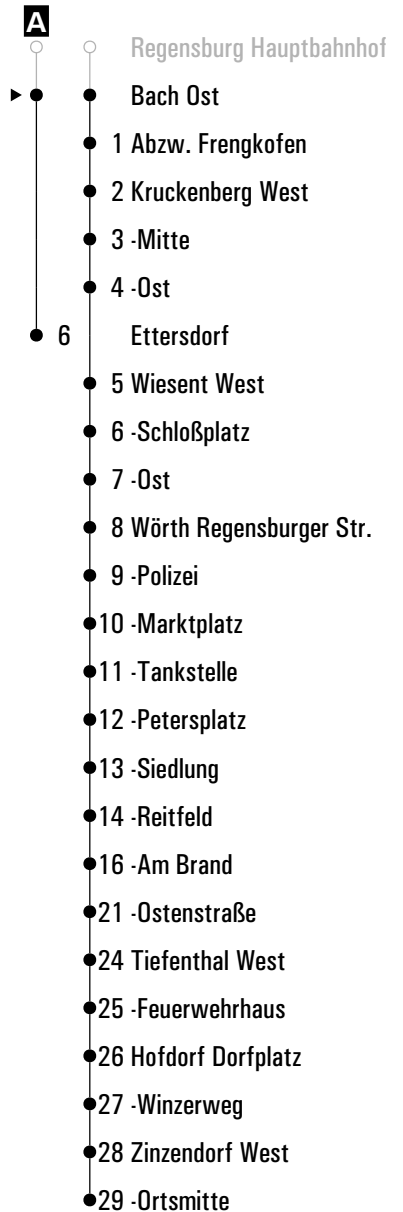 A
Regensburg Hauptbahnhof
Bach Ost
1 Abzw. Frengkofen
2 Kruckenberg West
3 -Mitte
4 -Ost
6 Ettersdorf
5 Wiesent West
6 -Schloßplatz
7 -Ost
8 Wörth Regensburger Str.
9 -Polizei
10 -Marktplatz
11 -Tankstelle
12 -Petersplatz
13 -Siedlung
14 -Reitfeld
16 -Am Brand
21 -Ostenstraße
24 Tiefenthal West
25 -Feuerwehrhaus
26 Hofdorf Dorfplatz
27 -Winzerweg
28 Zinzendorf West
29 -Ortsmitte